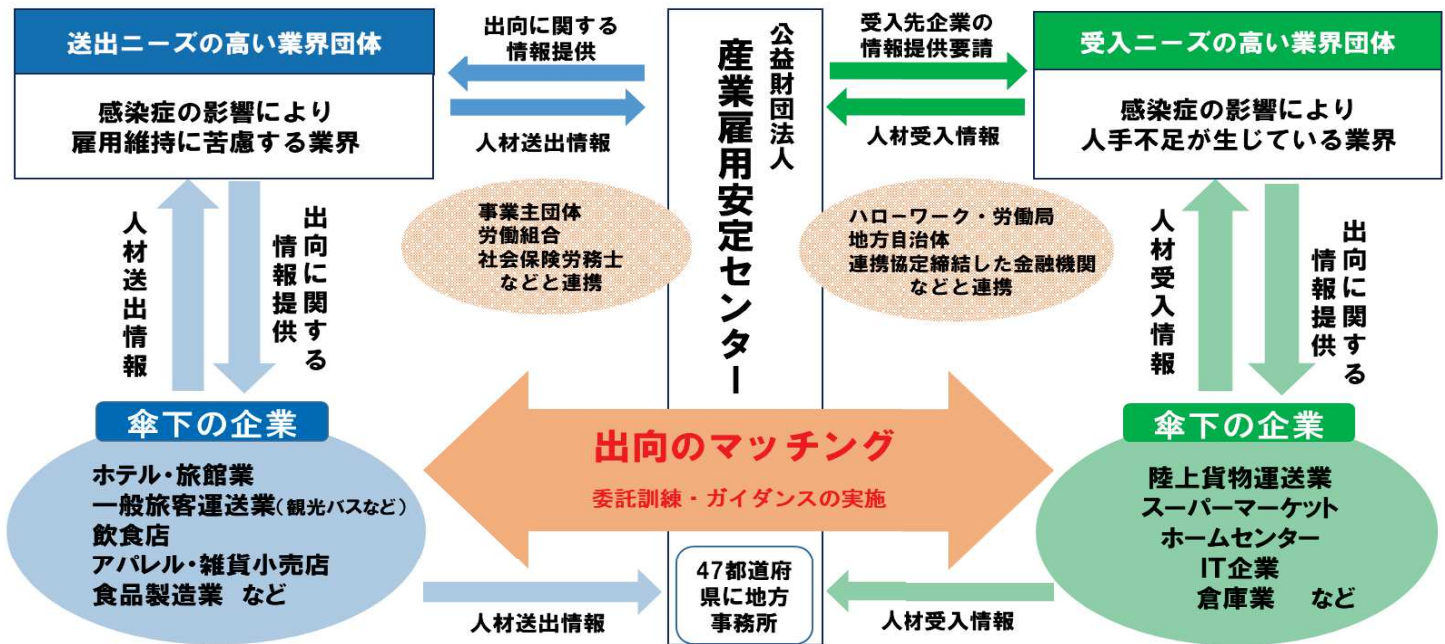 送出ニーズの高い業界団体
感染症の影響により
雇用維持に苦慮する業界
出向に関する
情報提供
人材送出情報
公益財団法人
産業雇用安定センター
受入先企業の
情報提供要請
人材受入情報
受入ニーズの高い業界団体
感染症の影響により
人手不足が生じている業界
事業主団体
労働組合
社会保険労務士
などと連携
ハローワーク・労働局
地方自治体
連携協定締結した金融機関
などと連携
人材送出情報
出向に関する
情報提供
人材受入情報
出向に関する
情報提供
傘下の企業
ホテル・旅館業
一般旅客運送業(観光バスなど)
飲食店
アパレル・雑貨小売店
食品製造業 など
出向のマッチング
委託訓練・ガイダンスの実施
傘下の企業
陸上貨物運送業
スーパーマーケット
ホームセンター
IT企業
倉庫業 など
人材送出情報
47都道府
県に地方
事務所
人材受入情報